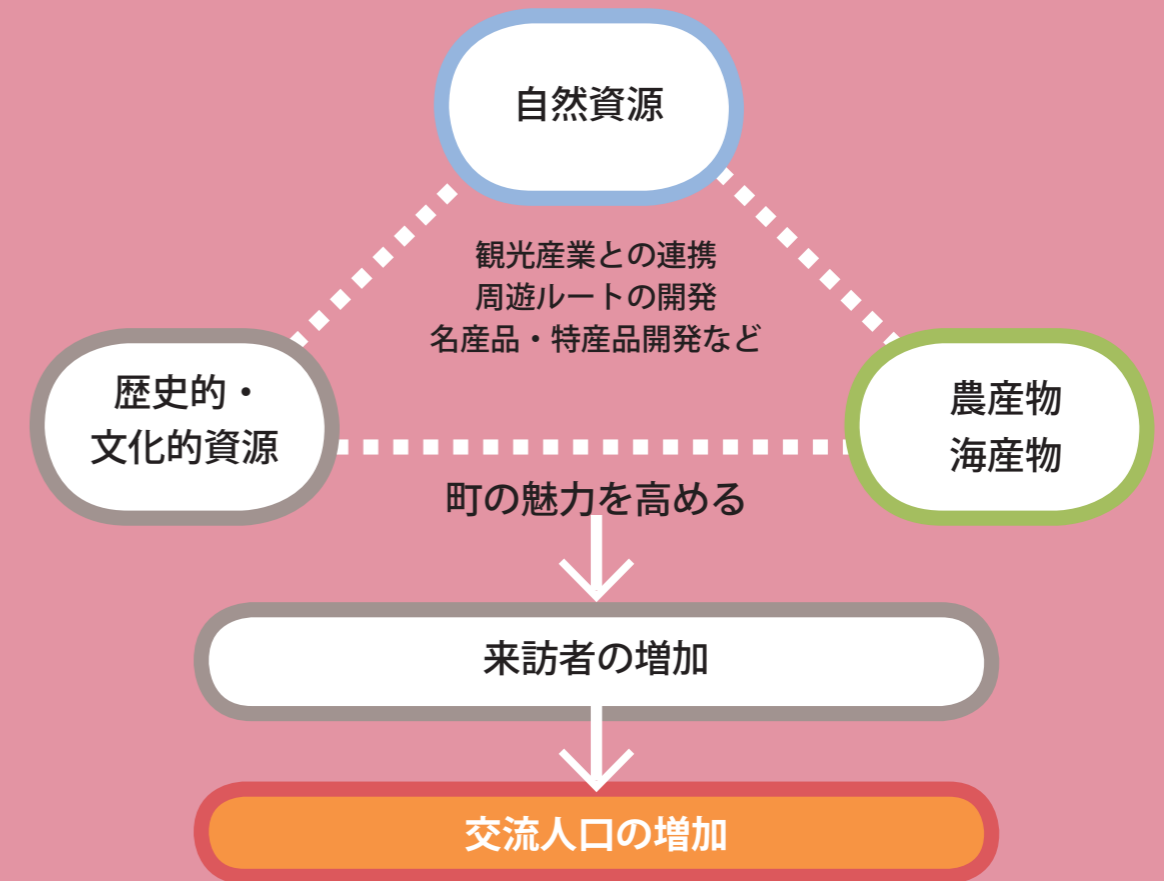 自然資源
観光産業との連携
周遊ルートの開発
名産品・特産品開発など
歴史的・
文化的資源
農産物
海産物
町の魅力を高める
来訪者の増加
交流人口の増加